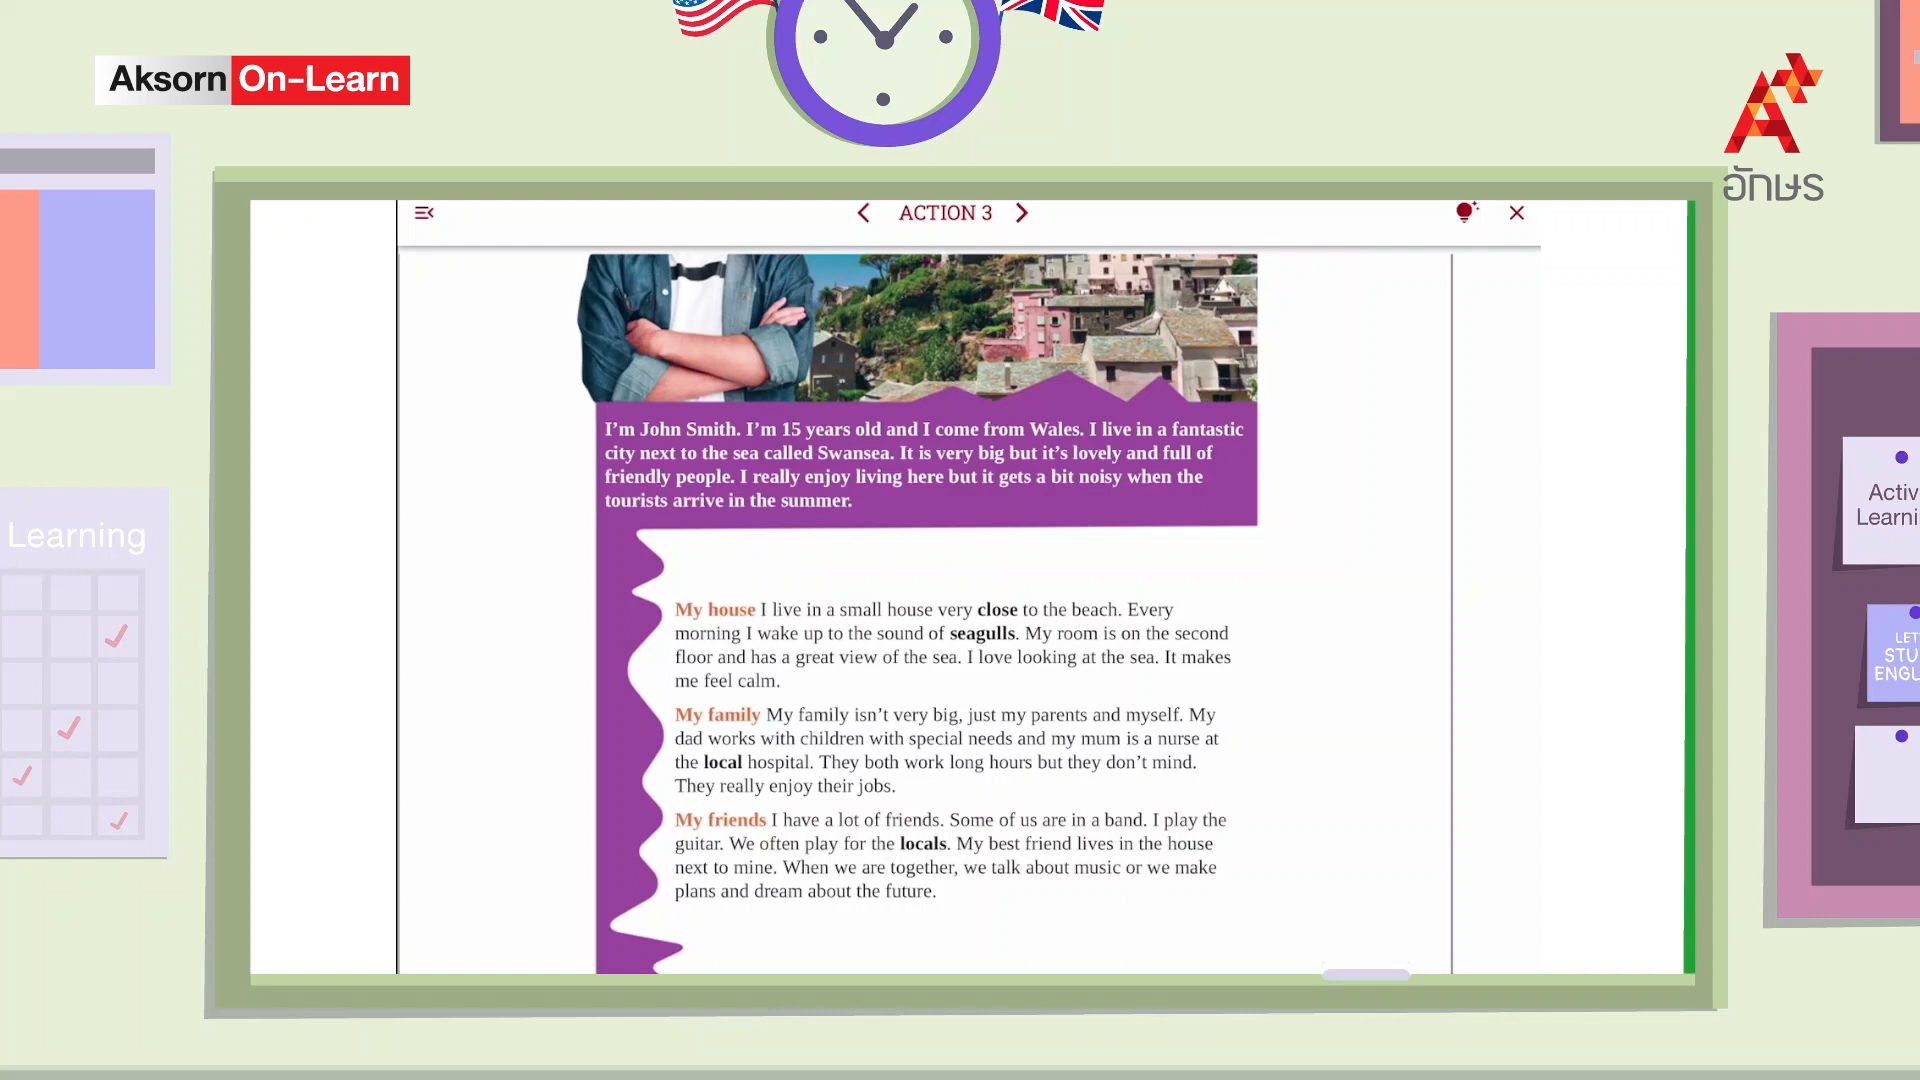 Aksorn On-Learn
อักษร
ACTION 3
I'm John Smith. I'm 15 years old and I come from Wales. I live in a fantastic
city next to the sea called Swansea. It is very big but it's lovely and full of
friendly people. I really enjoy living here but it gets a bit noisy when the
tourists arrive in the summer.
My house I live in a small house very close to the beach. Every
morning I wake up to the sound of seagulls. My room is on the second
floor and has a great view of the sea. I love looking at the sea. It makes
me feel calm.
My family My family isn't very big, just my parents and myself. My
dad works with children with special needs and my mum is a nurse at
the local hospital. They both work long hours but they don't mind.
They really enjoy their jobs.
My friends I have a lot of friends. Some of us are in a band. I play the
guitar. We often play for the locals. My best friend lives in the house
next to mine. When we are together, we talk about music or we make
plans and dream about the future.
Learning
Activ
Learni
LET
STU
ENGL